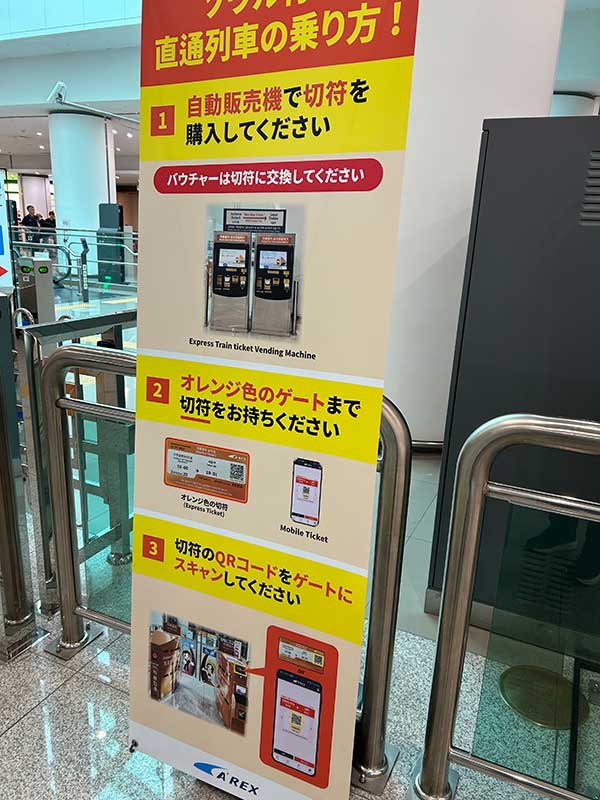 直通列車の乗り方！
1
自動販売機で切符を
購入してください
バウチャーは切符に交換してください
Express Train ticket Vending Machine
2
オレンジ色のゲートまで
切符をお持ちください
オレンジ色の切符
(Express Ticket)
Mobile Ticket
3
切符のQRコードをゲートに
スキャンしてください
or
A'REX